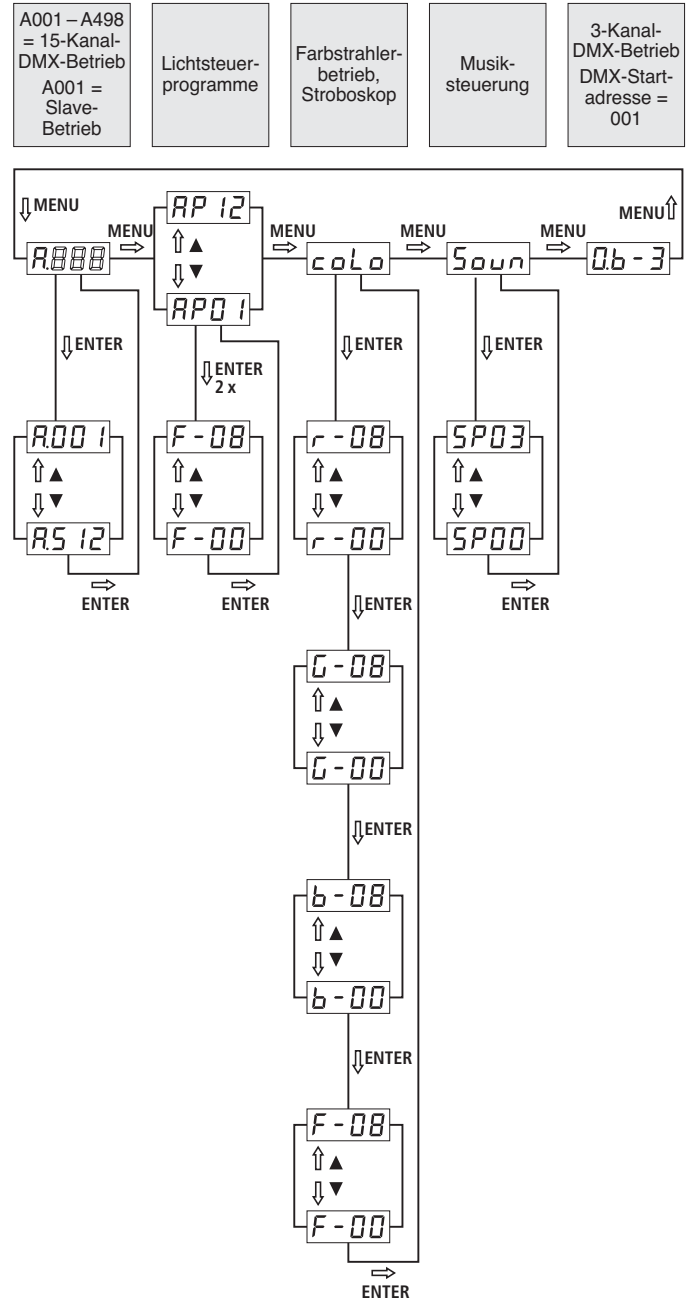 A001 – A498
= 15-Kanal-
DMX-Betrieb
A001 =
Slave-
Betrieb
Lichtsteuer-
programme
Farbstrahler-
betrieb,
Stroboskop
Musik-
steuerung
3-Kanal-
DMX-Betrieb
DMX-Start-
adresse =
001
MENU
MENU
MENU
MENU
MENU
MENU
A.888
AP12
AP01
coLo
Soun
0.b-3
ENTER
ENTER
2 x
ENTER
ENTER
A.001
A.512
F-08
F-00
r-08
r-00
SP03
SP00
ENTER
ENTER
ENTER
ENTER
G-08
G-00
ENTER
b-08
b-00
ENTER
F-08
F-00
ENTER